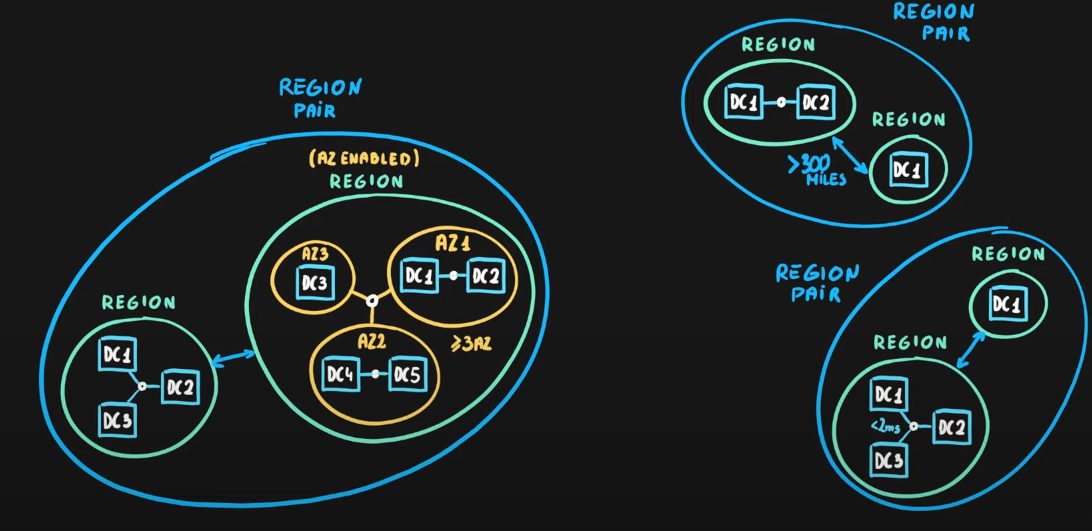 REGION
PAIR
(AZ ENABLED)
REGION
AZ3
DC3
AZ1
DC1
DC2
AZ2
DC4
DC5
≥3AZ
REGION
DC1
DC2
DC3
REGION
PAIR
REGION
DC1
DC2
>300
MILES
REGION
DC1
REGION
PAIR
REGION
DC1
REGION
DC1
<2ms
DC2
DC3